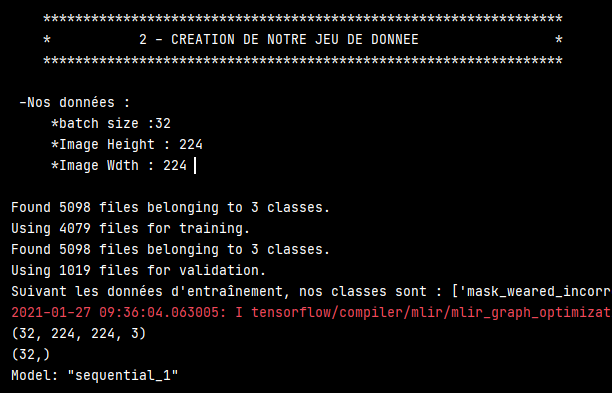 *****************************************************************
* 2 - CREATION DE NOTRE JEU DE DONNEE *
*****************************************************************
-Nos données :
*batch size :32
*Image Height : 224
*Image Wdth : 224
Found 5098 files belonging to 3 classes.
Using 4079 files for training.
Found 5098 files belonging to 3 classes.
Using 1019 files for validation.
Suivant les données d'entraînement, nos classes sont : ['mask_weared_incorr
2021-01-27 09:36:04.063005: I tensorflow/compiler/mlir/mlir_graph_optimizat
(32, 224, 224, 3)
(32,)
Model: "sequential_1"